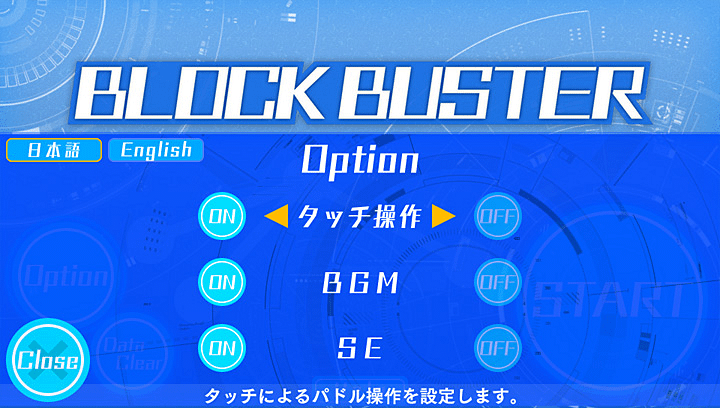 BLOCK BUSTER
日本語 English
Option
ON タッチ操作 OFF
ON BGM OFF
Option START
ON SE OFF
Close Data Clear
タッチによるパドル操作を設定します。